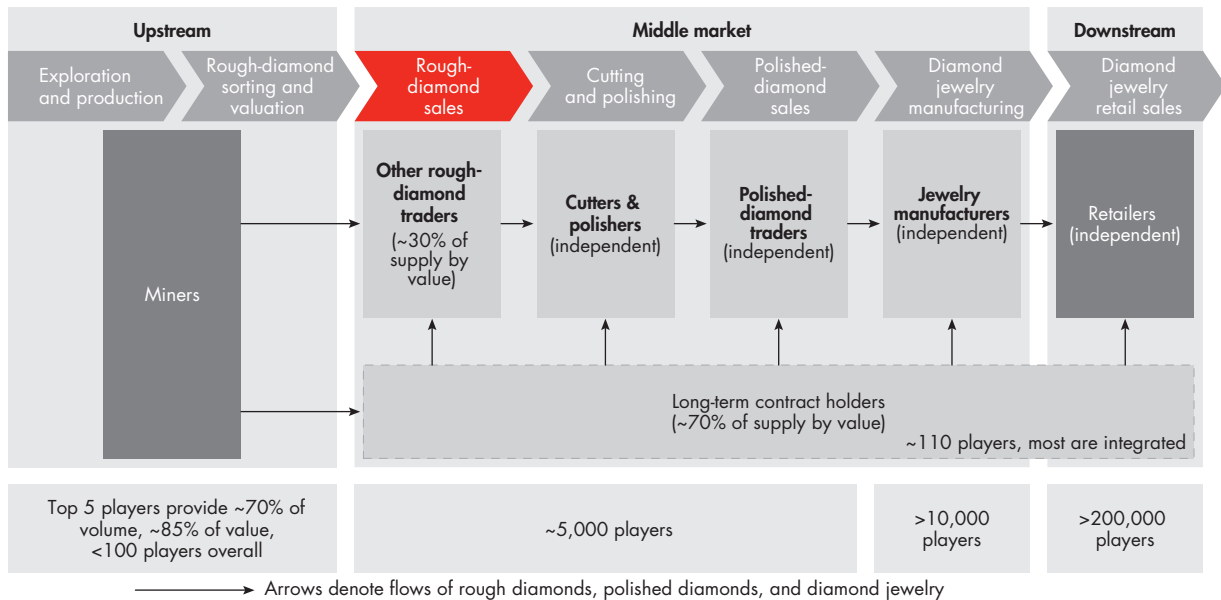 Upstream
Middle market
Downstream
Exploration
and production
Rough-diamond
sorting and
valuation
Rough-
diamond
sales
Cutting
and polishing
Polished-
diamond
sales
Diamond
jewelry
manufacturing
Diamond
jewelry
retail sales
Miners
Other rough-
diamond
traders
(~30% of
supply by
value)
Cutters &
polishers
(independent)
Polished-
diamond
traders
(independent)
Jewelry
manufacturers
(independent)
Retailers
(independent)
Long-term contract holders
(~70% of supply by value)
~110 players, most are integrated
Top 5 players provide ~70% of
volume, ~85% of value,
<100 players overall
~5,000 players
>10,000
players
>200,000
players
Arrows denote flows of rough diamonds, polished diamonds, and diamond jewelry